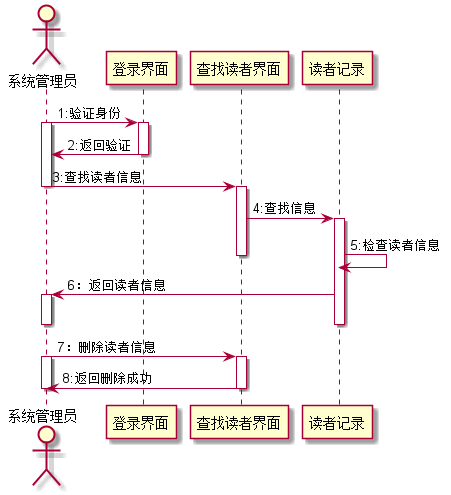 系统管理员
登录界面
查找读者界面
读者记录
1:验证身份
2:返回验证
3:查找读者信息
4:查找信息
5:检查读者信息
6：返回读者信息
7：删除读者信息
8:返回删除成功
系统管理员
登录界面
查找读者界面
读者记录